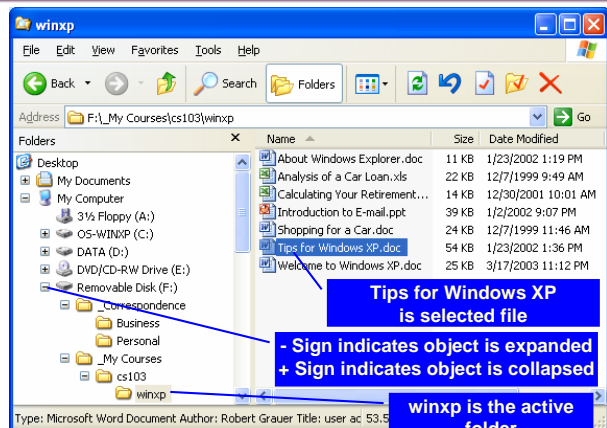 winxp
File Edit View Favorites Tools Help
Back Search Folders
Address F:\_My Courses\cs103\winxp Go
Folders x
Desktop
My Documents
My Computer
3½ Floppy (A:)
OS-WINXP (C:)
DATA (D:)
DVD/CD-RW Drive (E:)
Removable Disk (F:)
_Correspondence
Business
Personal
_My Courses
cs103
winxp
Name Size Date Modified
About Windows Explorer.doc 11 KB 1/23/2002 1:19 PM
Analysis of a Car Loan.xls 22 KB 12/7/1999 9:49 AM
Calculating Your Retirement... 14 KB 12/30/2001 10:01 AM
Introduction to E-mail.ppt 39 KB 1/2/2002 9:07 PM
Shopping for a Car.doc 24 KB 12/7/1999 11:46 AM
Tips for Windows XP.doc 54 KB 1/23/2002 1:36 PM
Welcome to Windows XP.doc 25 KB 3/17/2003 11:12 PM
Tips for Windows XP
is selected file
- Sign indicates object is expanded
+ Sign indicates object is collapsed
winxp is the active
folder
Type: Microsoft Word Document Author: Robert Grauer Title: user ac 53.5